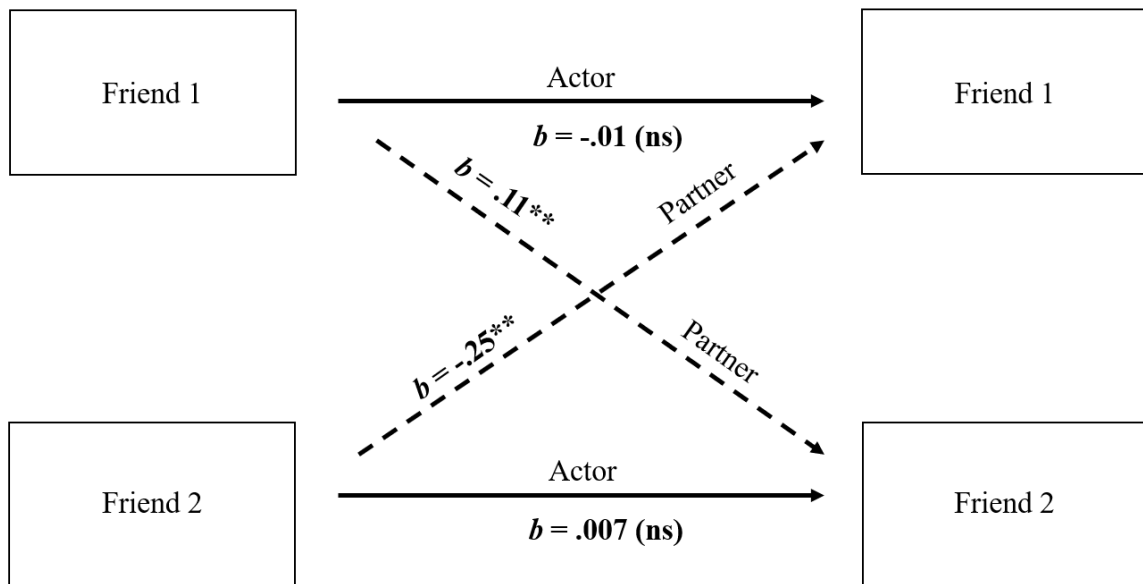 Friend 1
Actor
Friend 1
b = -.01 (ns)
b = .11**
Partner
b = -.25**
Partner
Friend 2
Actor
Friend 2
b = .007 (ns)